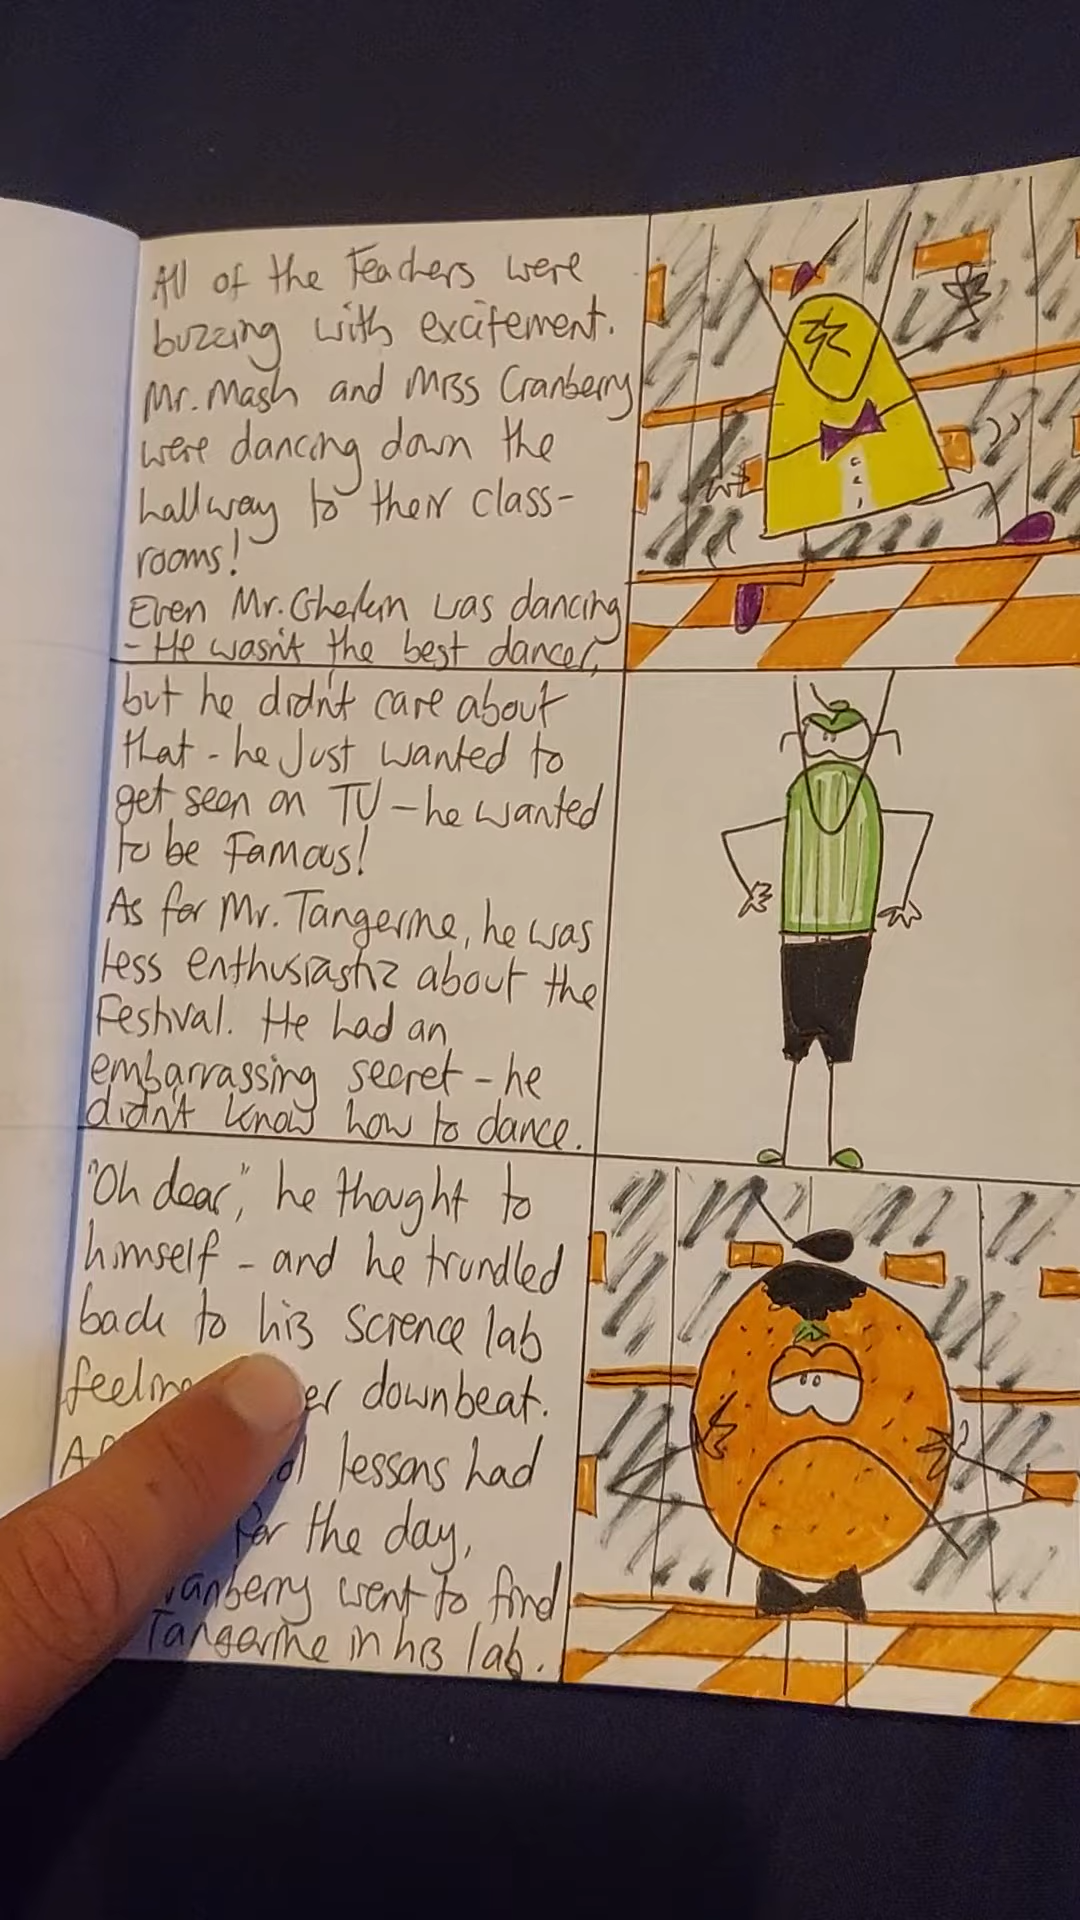 All of the Teachers were
buzzing with excitement.
Mr. Mash and Miss Cranberry
were dancing down the
hallway to their class-
rooms!
Even Mr. Gherkin was dancing
- He wasn't the best dancer,
but he didn't care about
that - he Just wanted to
get seen on TV - he wanted
to be Famous!
As for Mr. Tangerine, he was
less enthusiastic about the
Festival. He had an
embarrassing secret - he
didn't know how to dance.
"Oh dear," he thought to
himself - and he trundled
back to his Science lab
downbeat.
lessons had
For the day,
went to find
Tangerine in his lab.